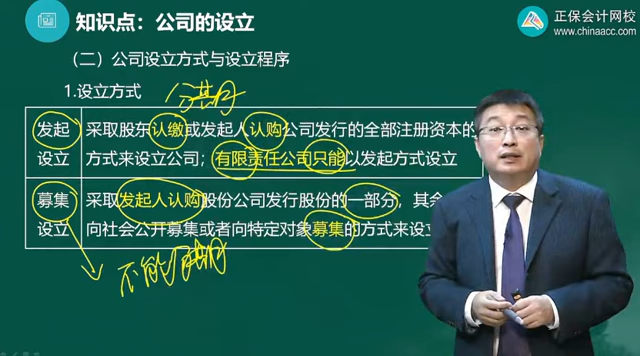 知识点：公司的设立
正保会计网校
www.chinaacc.com
（二）公司设立方式与设立程序
1.设立方式
分期
发起
设立
采取股东认缴或发起人认购公司发行的全部注册资本的
方式来设立公司；有限责任公司只能以发起方式设立
募集
设立
采取发起人认购股份公司发行股份的一部分，其余
向社会公开募集或者向特定对象募集的方式来设立
不能分期